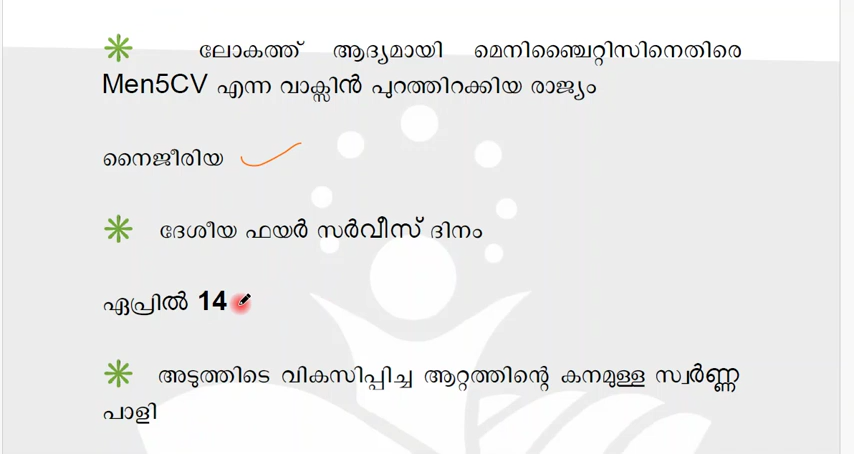 ✳ ലോകത്ത് ആദ്യമായി മെനിഞ്ചൈറ്റിസിനെതിരെ
Men5CV എന്ന വാക്സിൻ പുറത്തിറക്കിയ രാജ്യം
നൈജീരിയ
✳ ദേശീയ ഫയർ സർവീസ് ദിനം
ഏപ്രിൽ 14
✳ അടുത്തിടെ വികസിപ്പിച്ച ആറ്റത്തിന്റെ കനമുള്ള സ്വർണ്ണ
പാളി